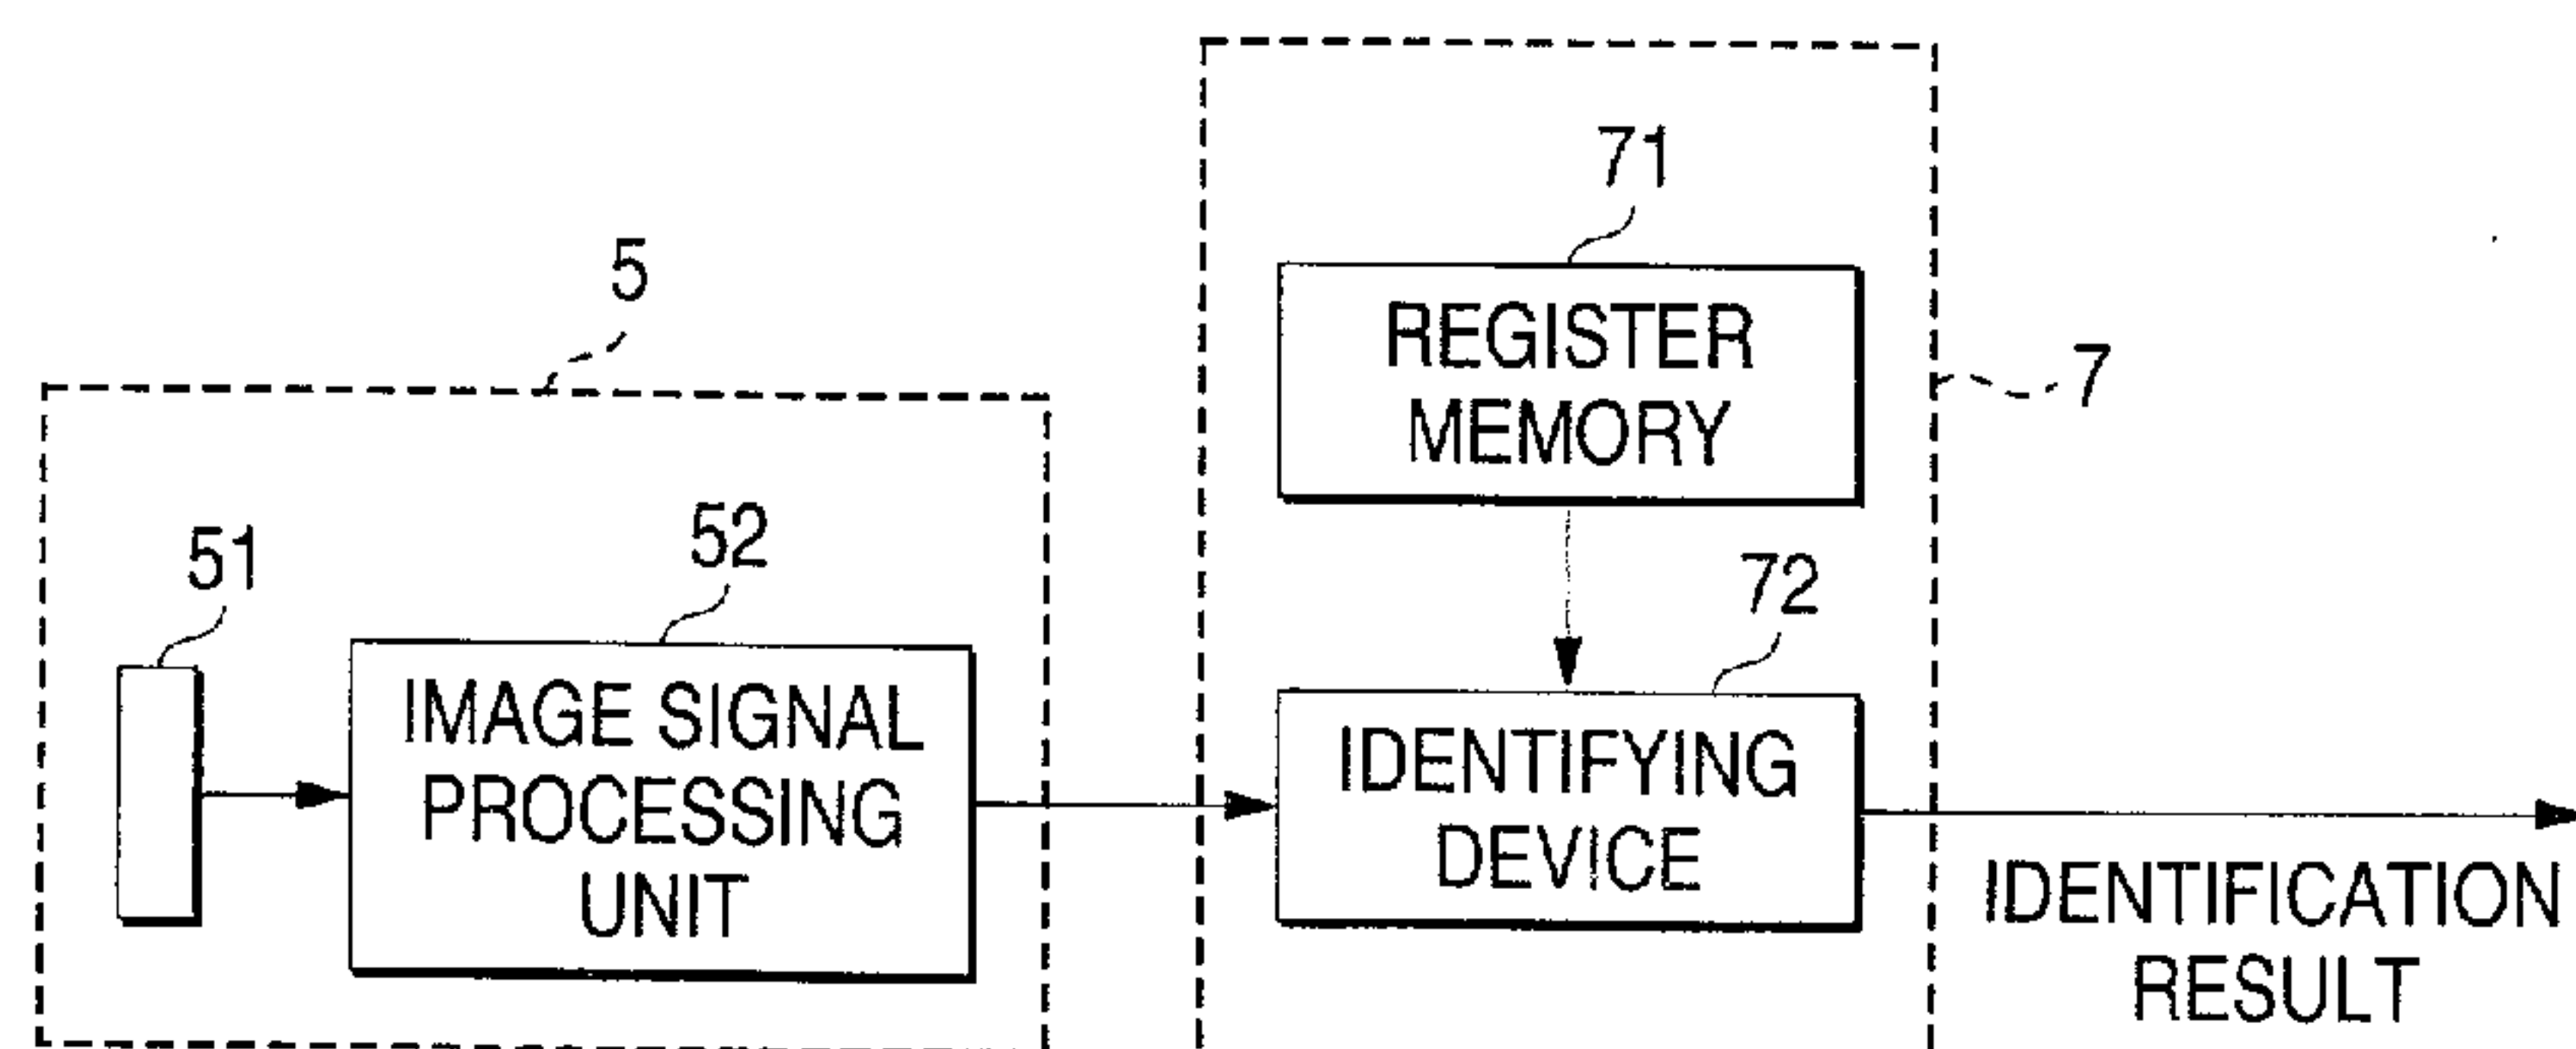 5
51
52
IMAGE SIGNAL
PROCESSING
UNIT
71
REGISTER
MEMORY
7
72
IDENTIFYING
DEVICE
IDENTIFICATION
RESULT